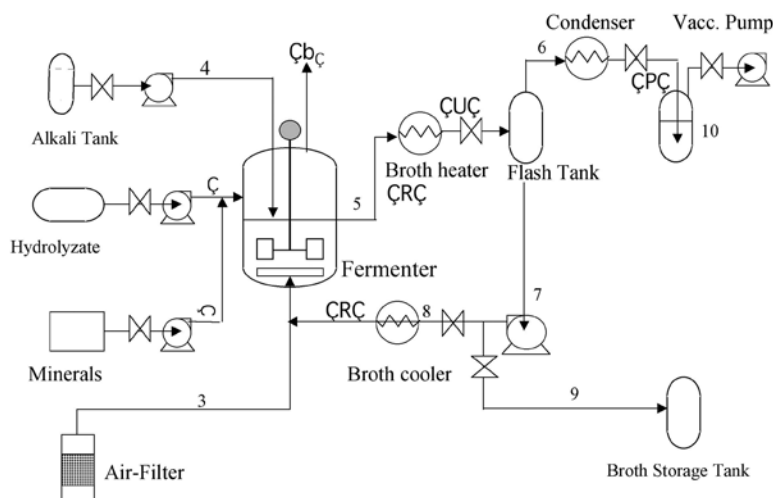 Condenser
Vacc. Pump
6
Çbç
4
ÇPÇ
10
ÇUÇ
Alkali Tank
Broth heater
Flash Tank
ÇRÇ
5
Ç
Hydrolyzate
Fermenter
Ç
7
ÇRÇ
8
Minerals
Broth cooler
3
9
Air-Filter
Broth Storage Tank